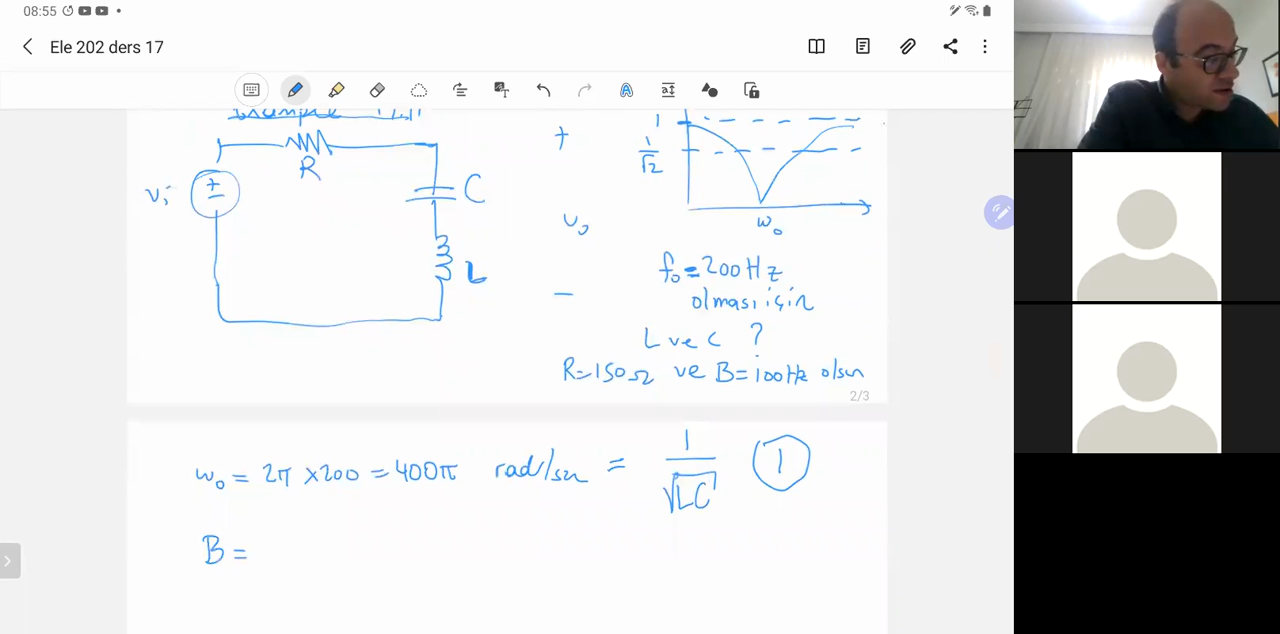 08:55
Ele 202 ders 17
R
vi
+
-
C
L
+
vo
−
1
1/√2
wo
fo=200Hz
olması için
L ve C ?
R=150Ω ve B=100Hz olsun
2/3
wo = 2π ×200 = 400π rad/sn = 1/√LC ①
B =